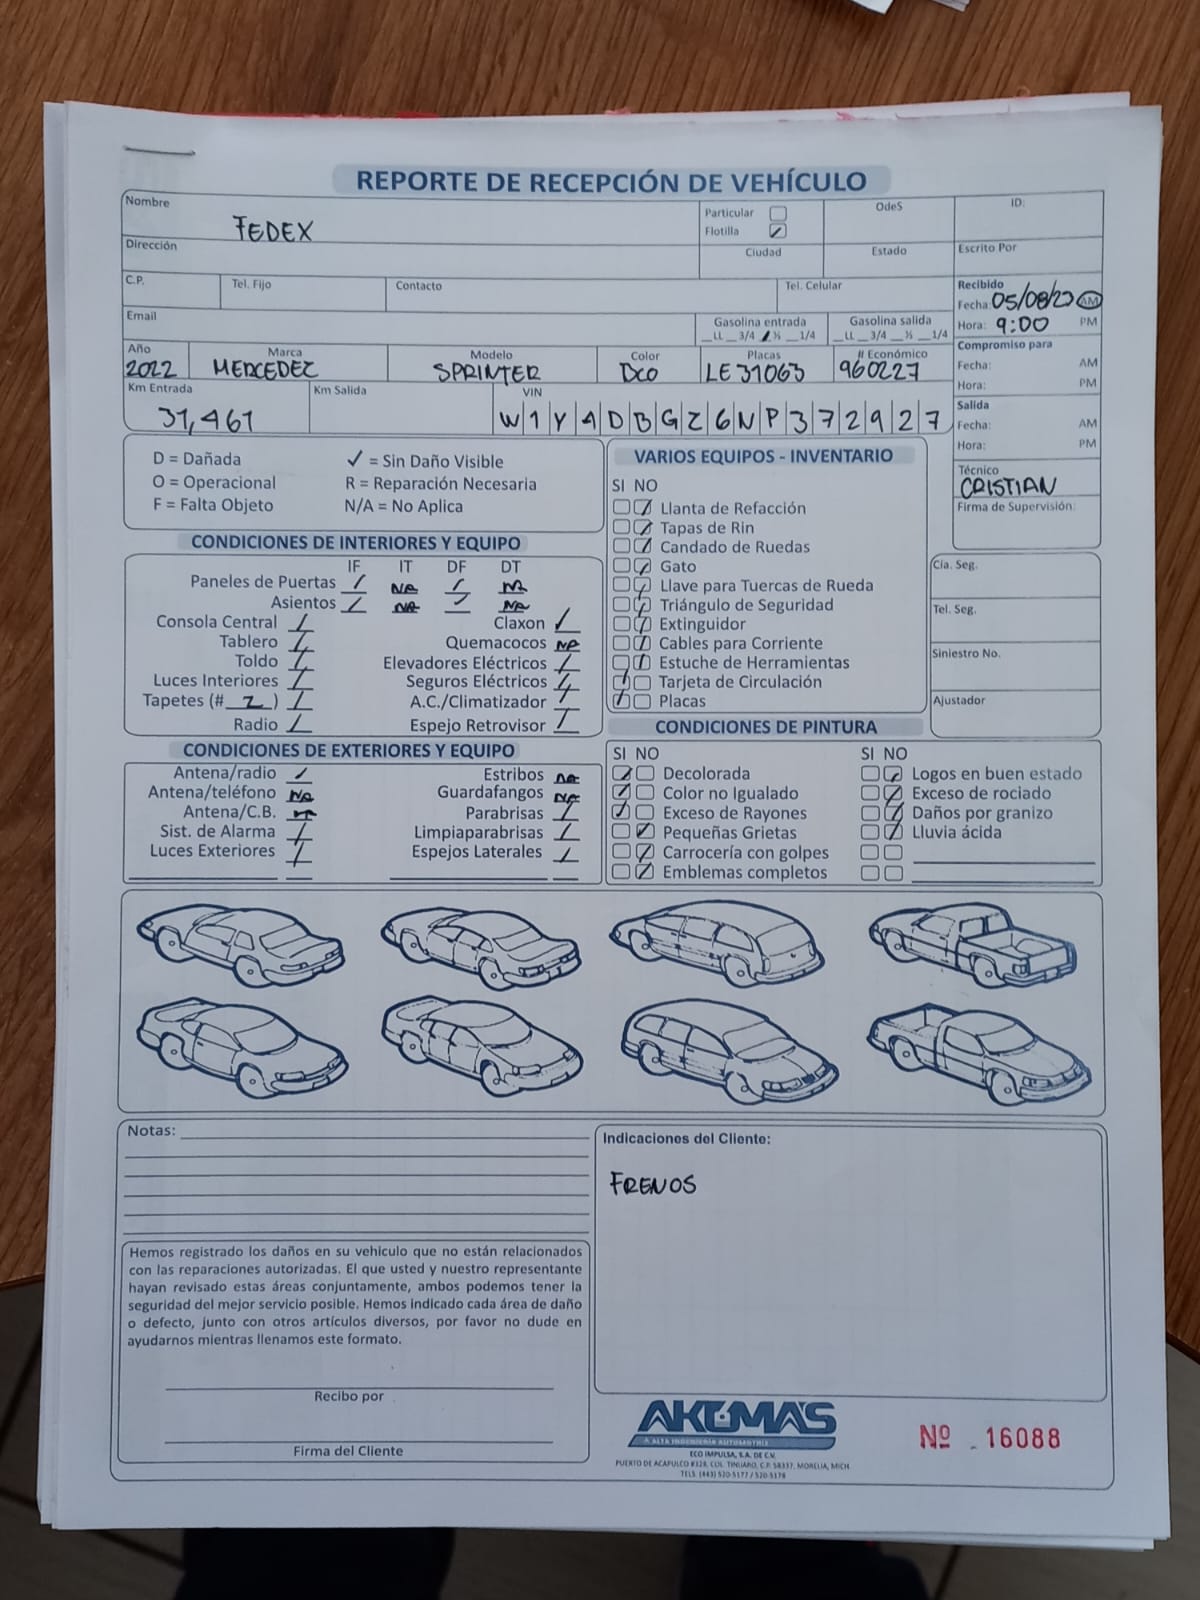 REPORTE DE RECEPCIÓN DE VEHÍCULO
Nombre
FEDEX
Particular
Flotilla ✓
OdeS
ID:
Dirección
Ciudad
Estado
Escrito Por
C.P.
Tel. Fijo
Contacto
Tel. Celular
Recibido
Fecha: 05/08/23 AM
Hora: 9:00 PM
Email
Gasolina entrada
__LL __3/4 __½ __1/4
Gasolina salida
__LL __3/4 __½ __1/4
Compromiso para
Fecha: AM
Hora: PM
Año
2022
Marca
MERCEDEZ
Modelo
SPRINTER
Color
BCO
Placas
LE31063
# Económico
960227
Km Entrada
31,461
Km Salida
VIN
W1Y4DBGZ6NP372927
Salida
Fecha: AM
Hora: PM
Técnico
CRISTIAN
Firma de Supervisión:
D = Dañada
✓ = Sin Daño Visible
O = Operacional
R = Reparación Necesaria
F = Falta Objeto
N/A = No Aplica
CONDICIONES DE INTERIORES Y EQUIPO
IF IT DF DT
Paneles de Puertas ✓ NA ✓ NA
Asientos ✓ NA ✓ NA
Consola Central ✓
Claxon ✓
Tablero ✓
Quemacocos NA
Toldo ✓
Elevadores Eléctricos ✓
Luces Interiores ✓
Seguros Eléctricos ✓
Tapetes (# 2 ) ✓
A.C./Climatizador ✓
Radio ✓
Espejo Retrovisor ✓
VARIOS EQUIPOS - INVENTARIO
SI NO
Llanta de Refacción
Tapas de Rin
Candado de Ruedas
Gato
Llave para Tuercas de Rueda
Triángulo de Seguridad
Extinguidor
Cables para Corriente
Estuche de Herramientas
Tarjeta de Circulación
Placas
Cía. Seg.
Tel. Seg.
Siniestro No.
Ajustador
CONDICIONES DE EXTERIORES Y EQUIPO
Antena/radio ✓
Estribos NA
Antena/teléfono NA
Guardafangos NA
Antena/C.B. NA
Parabrisas ✓
Sist. de Alarma ✓
Limpiaparabrisas ✓
Luces Exteriores ✓
Espejos Laterales ✓
CONDICIONES DE PINTURA
SI NO
SI NO
Decolorada
Logos en buen estado
Color no Igualado
Exceso de rociado
Exceso de Rayones
Daños por granizo
Pequeñas Grietas
Lluvia ácida
Carrocería con golpes
Emblemas completos
Notas:
Indicaciones del Cliente:
FRENOS
Hemos registrado los daños en su vehiculo que no están relacionados
con las reparaciones autorizadas. El que usted y nuestro representante
hayan revisado estas áreas conjuntamente, ambos podemos tener la
seguridad del mejor servicio posible. Hemos indicado cada área de daño
o defecto, junto con otros artículos diversos, por favor no dude en
ayudarnos mientras llenamos este formato.
Recibo por
Firma del Cliente
AKUMA'S
ALTA INGENIERÍA AUTOMOTRIZ
ECO IMPULSA, S.A. DE C.V.
PUERTO DE ACAPULCO #328, COL. TINIJARO, C.P. 58337, MORELIA, MICH.
TELS. (443) 520-5177 / 520-5178
Nº 16088